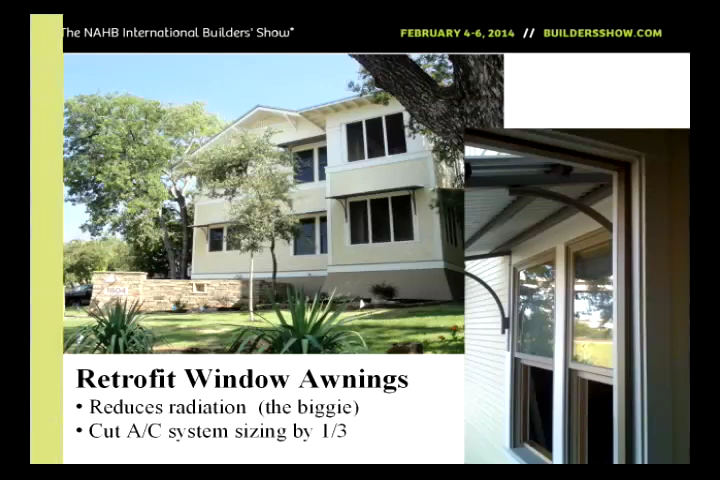 The NAHB International Builders' Show*
FEBRUARY 4-6, 2014 // BUILDERSSHOW.COM
1604
Retrofit Window Awnings
• Reduces radiation (the biggie)
• Cut A/C system sizing by 1/3